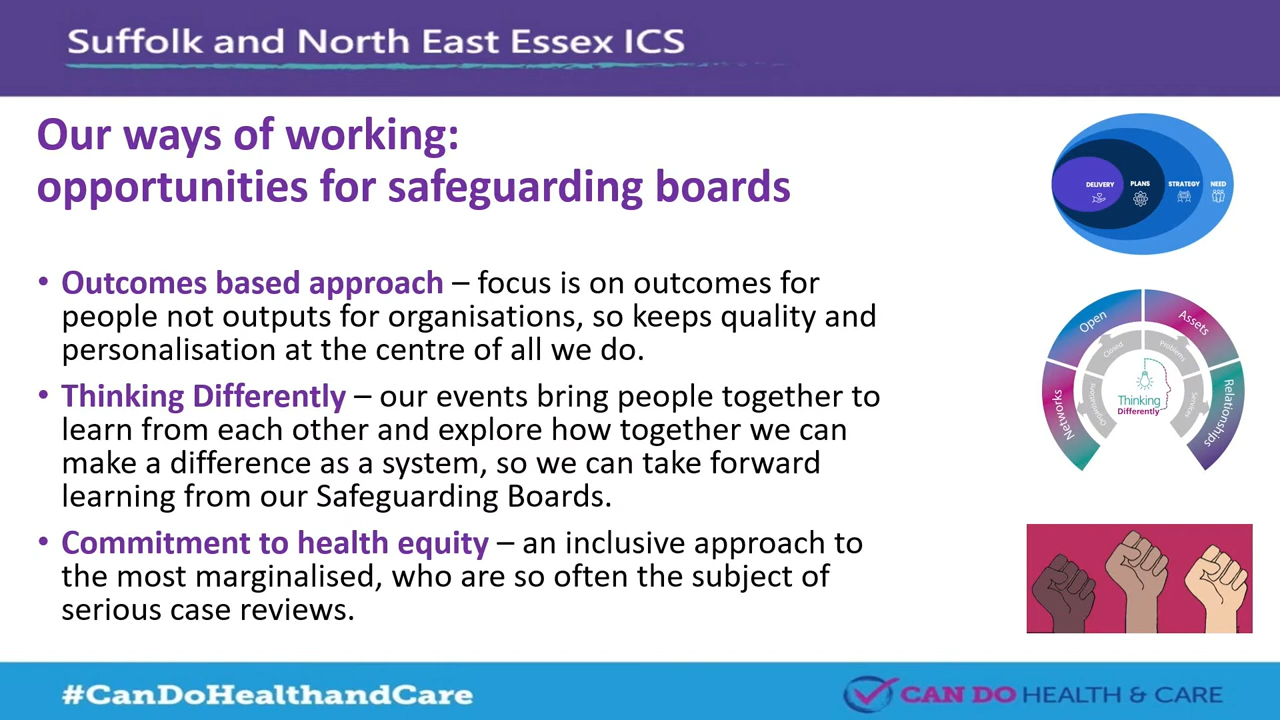 Suffolk and North East Essex ICS
Our ways of working:
opportunities for safeguarding boards
• Outcomes based approach – focus is on outcomes for
people not outputs for organisations, so keeps quality and
personalisation at the centre of all we do.
• Thinking Differently – our events bring people together to
learn from each other and explore how together we can
make a difference as a system, so we can take forward
learning from our Safeguarding Boards.
• Commitment to health equity – an inclusive approach to
the most marginalised, who are so often the subject of
serious case reviews.
DELIVERY PLANS STRATEGY NEED
Open
Assets
Closed
Problems
Networks
Organisations
Thinking
Differently
Services
Relationships
#CanDoHealthandCare
CAN DO HEALTH & CARE